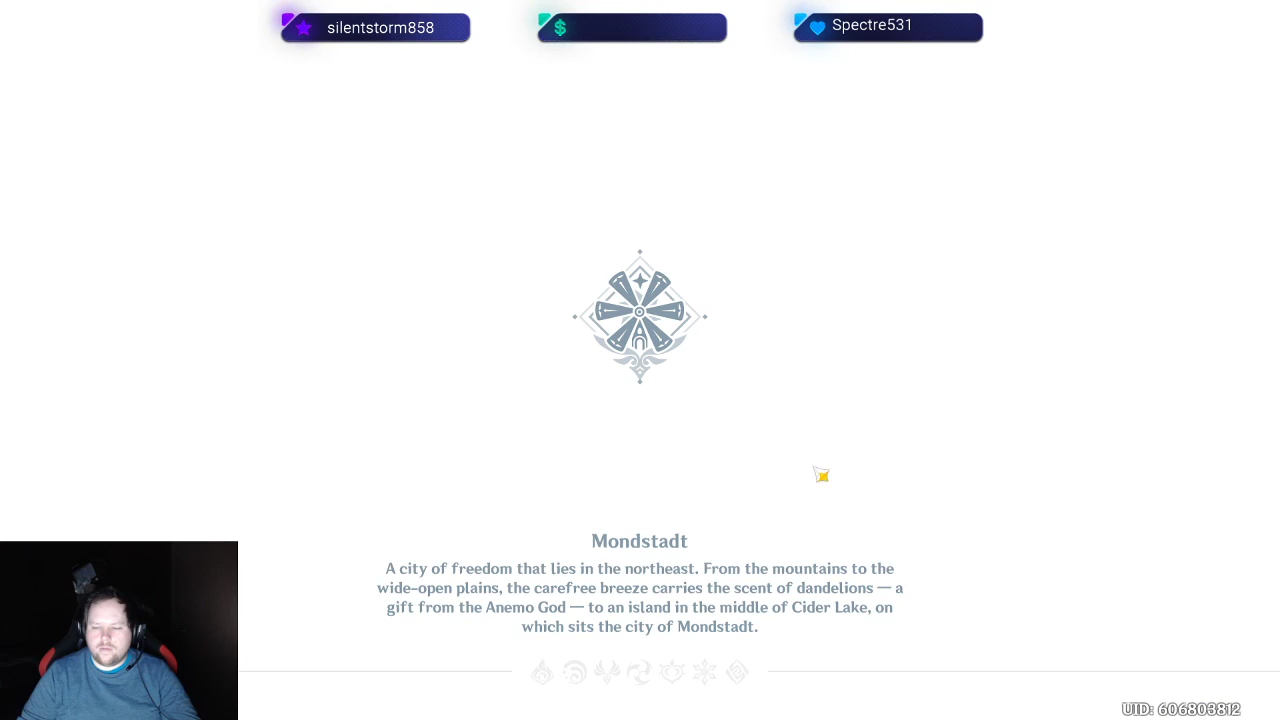 silentstorm858
$
Spectre531
Mondstadt
A city of freedom that lies in the northeast. From the mountains to the
wide-open plains, the carefree breeze carries the scent of dandelions — a
gift from the Anemo God — to an island in the middle of Cider Lake, on
which sits the city of Mondstadt.
UID: 606803812